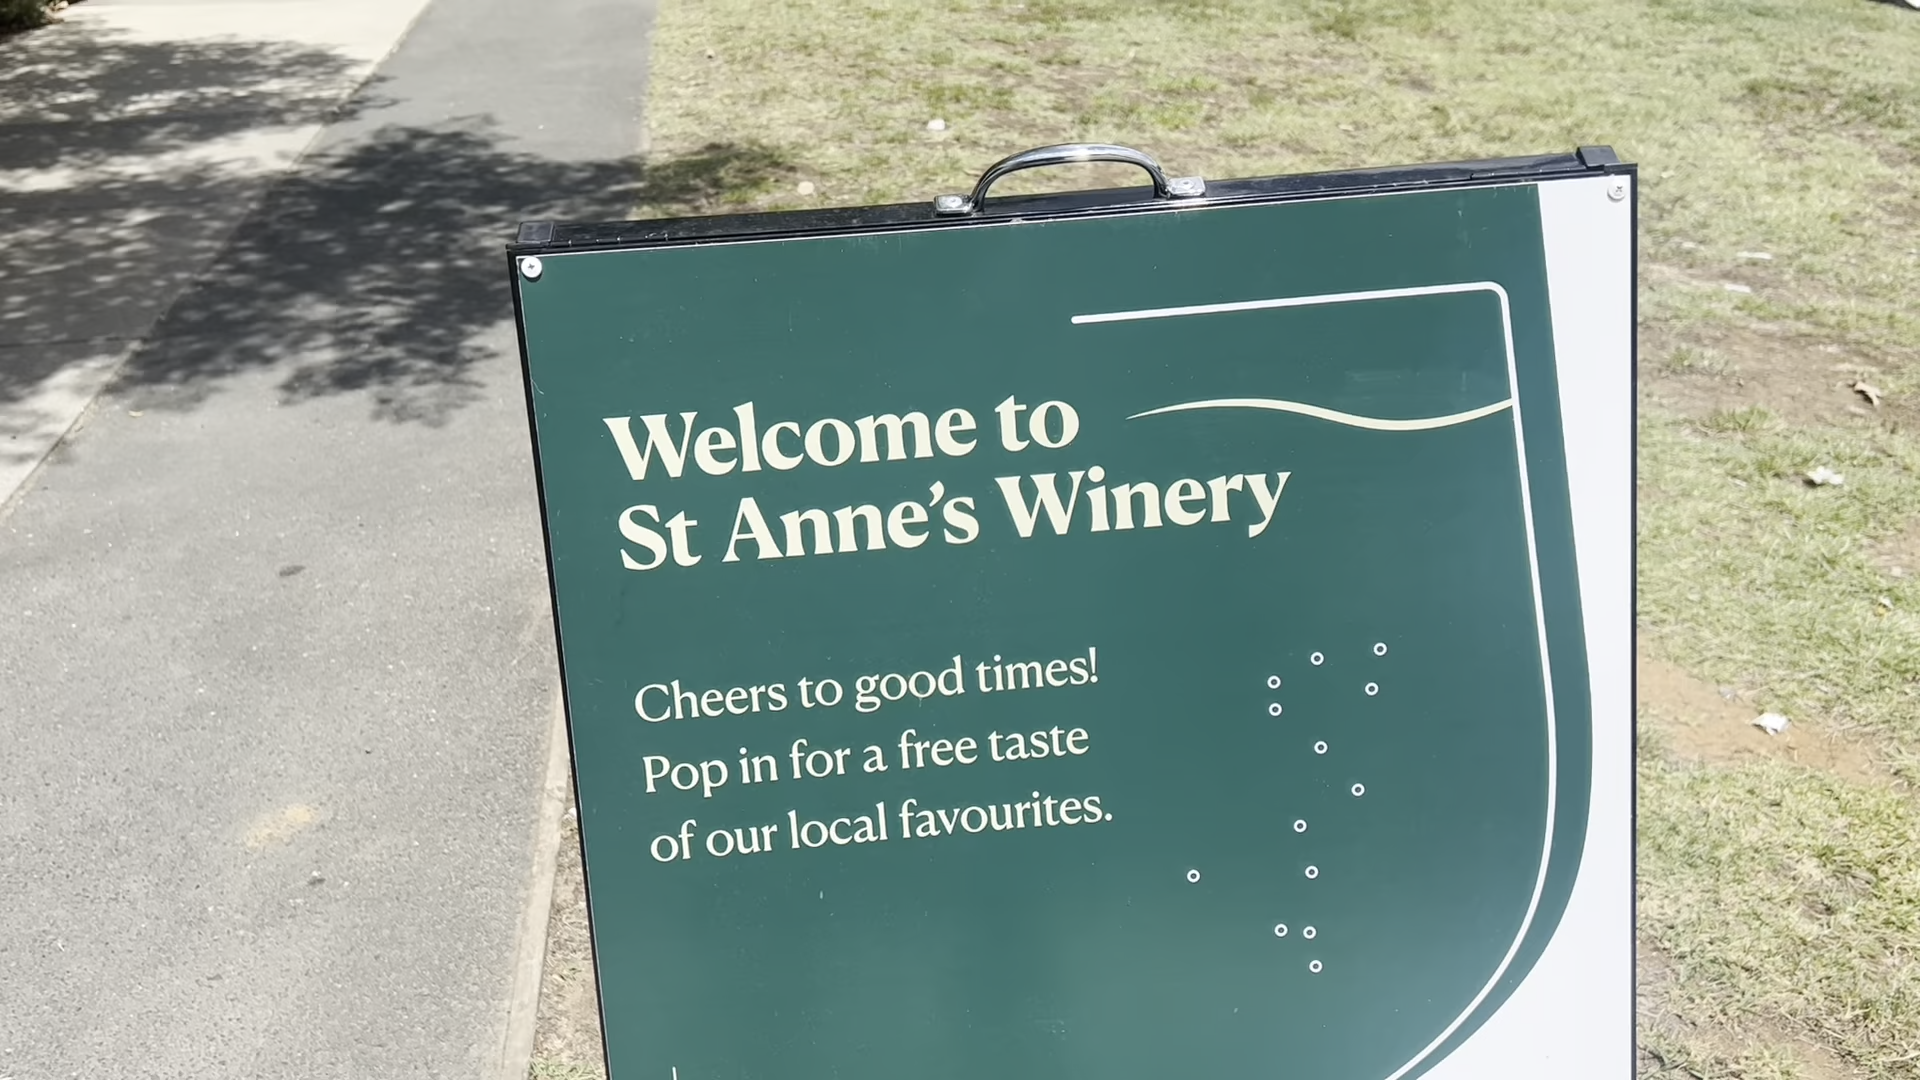 Welcome to
St Anne’s Winery
Cheers to good times!
Pop in for a free taste
of our local favourites.